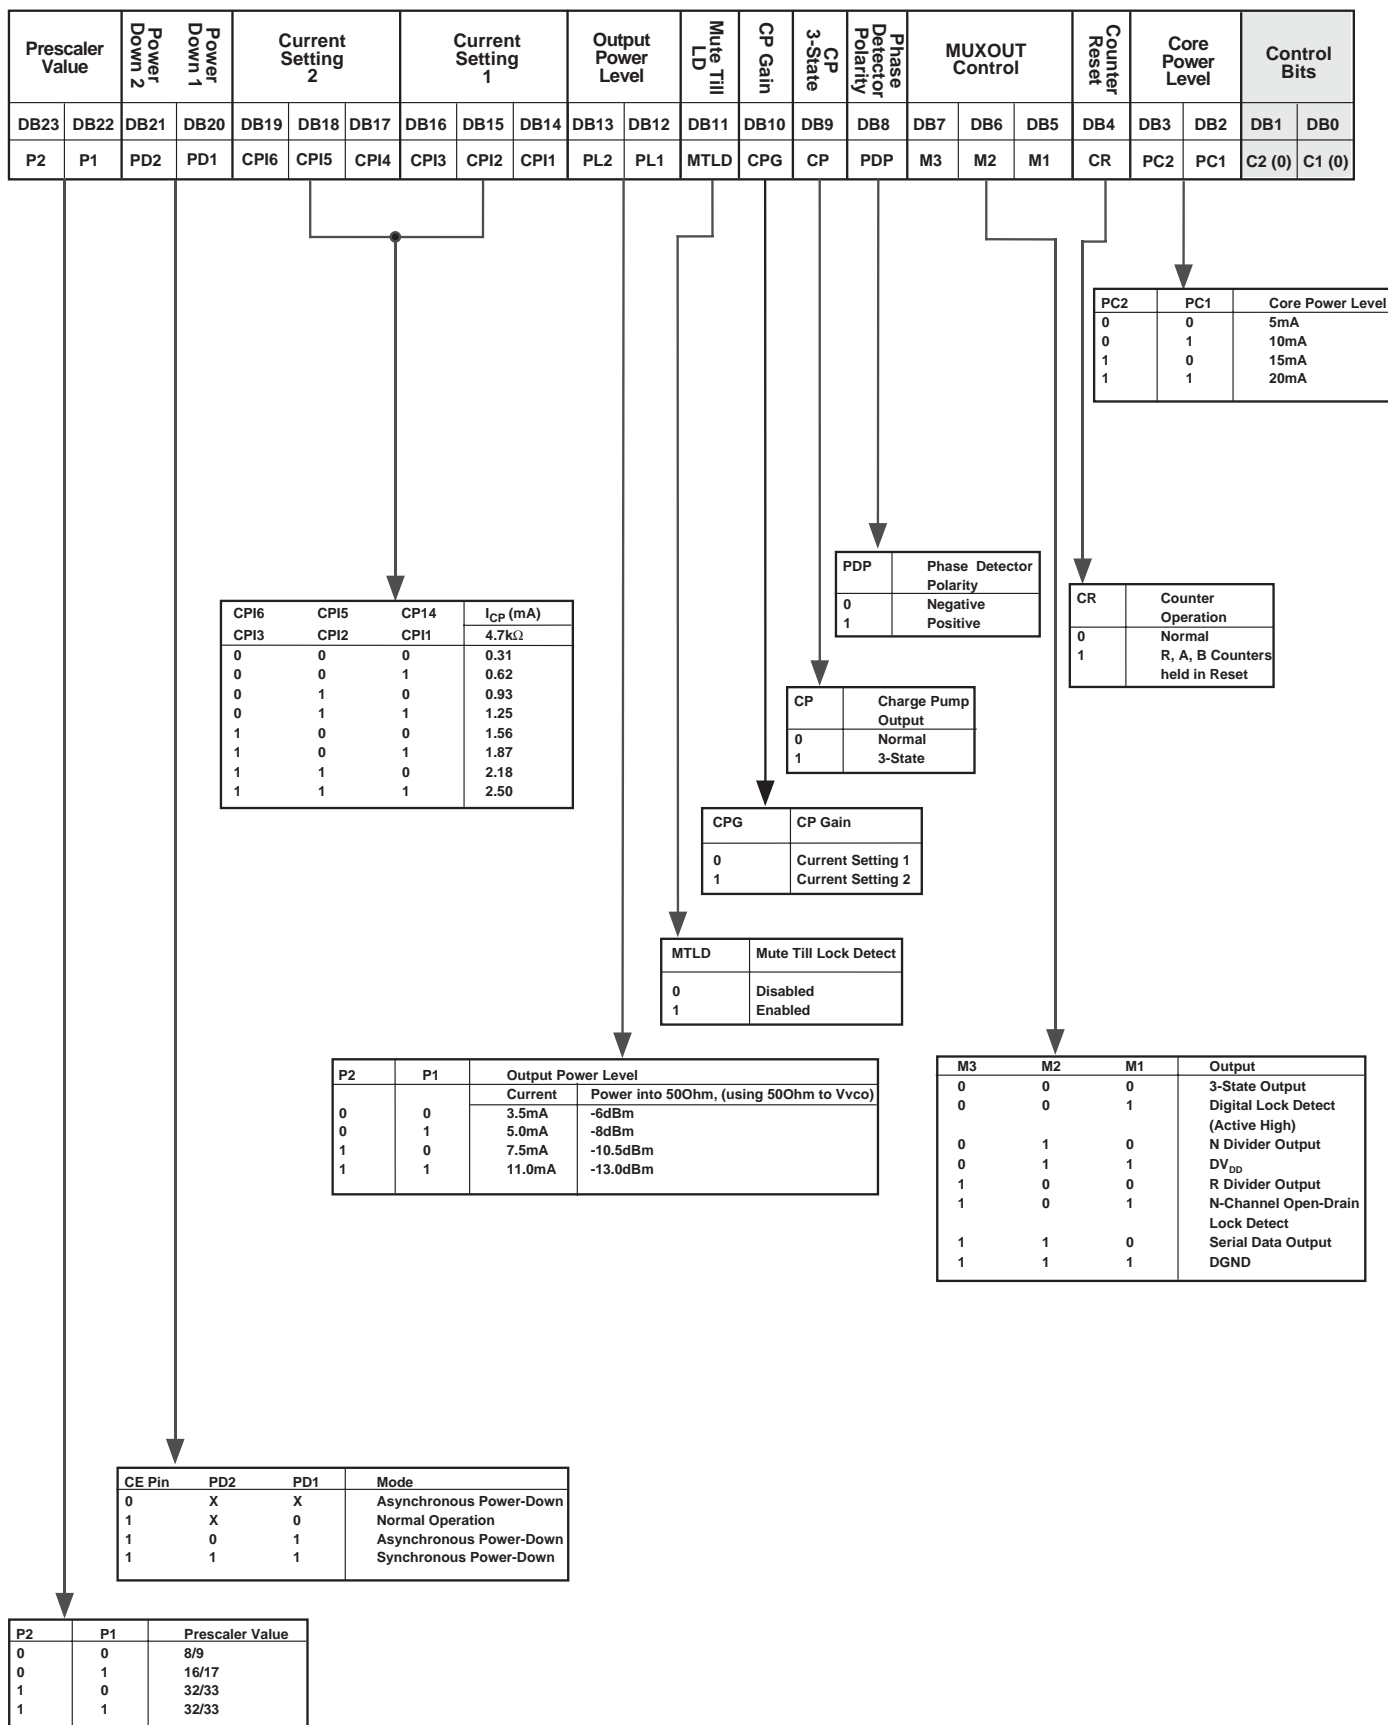 Prescaler Value
Power Down 2
Power Down 1
Current Setting 2
Current Setting 1
Output Power Level
Mute Till LD
CP Gain
CP 3-State
Phase Detector Polarity
MUXOUT Control
Counter Reset
Core Power Level
Control Bits
DB23 DB22 DB21 DB20 DB19 DB18 DB17 DB16 DB15 DB14 DB13 DB12 DB11 DB10 DB9 DB8 DB7 DB6 DB5 DB4 DB3 DB2 DB1 DB0
P2 P1 PD2 PD1 CPI6 CPI5 CPI4 CPI3 CPI2 CPI1 PL2 PL1 MTLD CPG CP PDP M3 M2 M1 CR PC2 PC1 C2 (0) C1 (0)
PC2 PC1 Core Power Level
0 0 5mA
0 1 10mA
1 0 15mA
1 1 20mA
PDP Phase Detector
Polarity
0 Negative
1 Positive
CR Counter
Operation
0 Normal
1 R, A, B Counters
held in Reset
CPI6 CPI5 CP14 ICP (mA)
CPI3 CPI2 CPI1 4.7kΩ
0 0 0 0.31
0 0 1 0.62
0 1 0 0.93
0 1 1 1.25
1 0 0 1.56
1 0 1 1.87
1 1 0 2.18
1 1 1 2.50
CP Charge Pump
Output
0 Normal
1 3-State
CPG CP Gain
0 Current Setting 1
1 Current Setting 2
MTLD Mute Till Lock Detect
0 Disabled
1 Enabled
P2 P1 Output Power Level
Current Power into 50Ohm, (using 50Ohm to Vvco)
0 0 3.5mA -6dBm
0 1 5.0mA -8dBm
1 0 7.5mA -10.5dBm
1 1 11.0mA -13.0dBm
M3 M2 M1 Output
0 0 0 3-State Output
0 0 1 Digital Lock Detect
(Active High)
0 1 0 N Divider Output
0 1 1 DVDD
1 0 0 R Divider Output
1 0 1 N-Channel Open-Drain
Lock Detect
1 1 0 Serial Data Output
1 1 1 DGND
CE Pin PD2 PD1 Mode
0 X X Asynchronous Power-Down
1 X 0 Normal Operation
1 0 1 Asynchronous Power-Down
1 1 1 Synchronous Power-Down
P2 P1 Prescaler Value
0 0 8/9
0 1 16/17
1 0 32/33
1 1 32/33